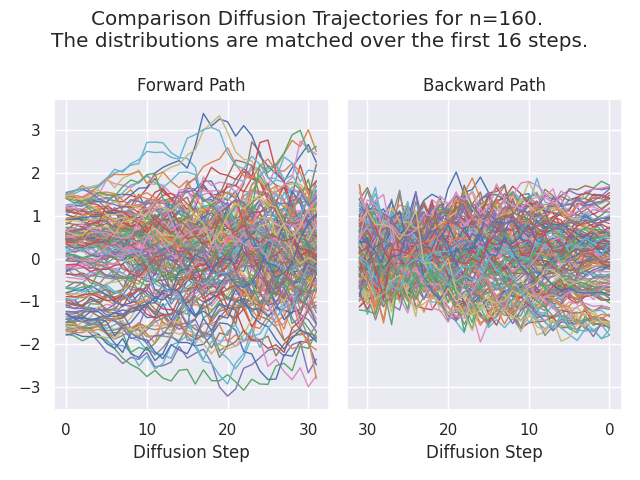 Comparison Diffusion Trajectories for n=160.
The distributions are matched over the first 16 steps.
Forward Path
Backward Path
3
2
1
0
−1
−2
−3
0 10 20 30
30 20 10 0
Diffusion Step
Diffusion Step